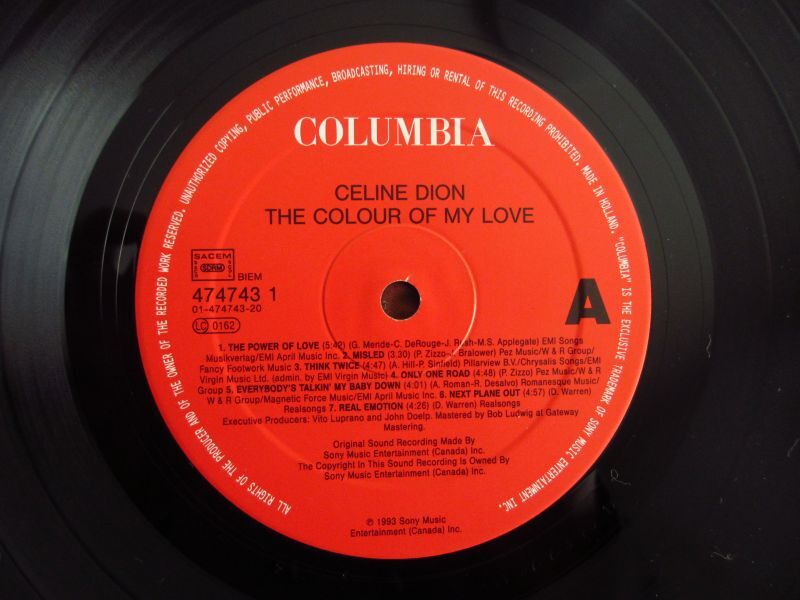 ALL RIGHTS OF THE PRODUCER AND OF THE OWNER OF THE RECORDED WORK RESERVED. UNAUTHORIZED COPYING, PUBLIC PERFORMANCE, BROADCASTING, HIRING OR RENTAL OF THIS RECORDING PROHIBITED. MADE IN HOLLAND. "COLUMBIA" IS THE EXCLUSIVE TRADEMARK OF SONY MUSIC ENTERTAINMENT INC.
COLUMBIA
CELINE DION
THE COLOUR OF MY LOVE
SACEM
SDRM
BIEM
474743 1
01-474743-20
LC 0162
A
1. THE POWER OF LOVE (5:42) (G. Mende-C. DeRouge-J. Rush-M.S. Applegate) EMI Songs
Musikverlag/EMI April Music Inc. 2. MISLED (3.30) (P. Zizzo-J. Bralower) Pez Music/W & R Group/
Fancy Footwork Music 3. THINK TWICE (4:47) (A. Hill-P. Sinfield) Pillarview B.V./Chrysalis Songs/EMI
Virgin Music Ltd. (admin. by EMI Virgin Music) 4. ONLY ONE ROAD (4:48) (P. Zizzo) Pez Music/W & R
Group 5. EVERYBODY'S TALKIN' MY BABY DOWN (4:01) (A. Roman-R. Desalvo) Romanesque Music/
W & R Group/Magnetic Force Music/EMI April Music Inc. 6. NEXT PLANE OUT (4:57) (D. Warren)
Realsongs 7. REAL EMOTION (4:26) (D. Warren) Realsongs
Executive Producers: Vito Luprano and John Doelp. Mastered by Bob Ludwig at Gateway
Mastering.
Original Sound Recording Made By
Sony Music Entertainment (Canada) Inc.
The Copyright In This Sound Recording Is Owned By
Sony Music Entertainment (Canada) Inc.
℗ 1993 Sony Music
Entertainment (Canada) Inc.